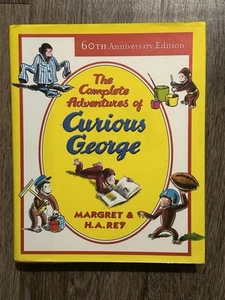 60TH Anniversary Edition
The
Complete
Adventures of
Curious
George
MARGRET &
H.A.REY